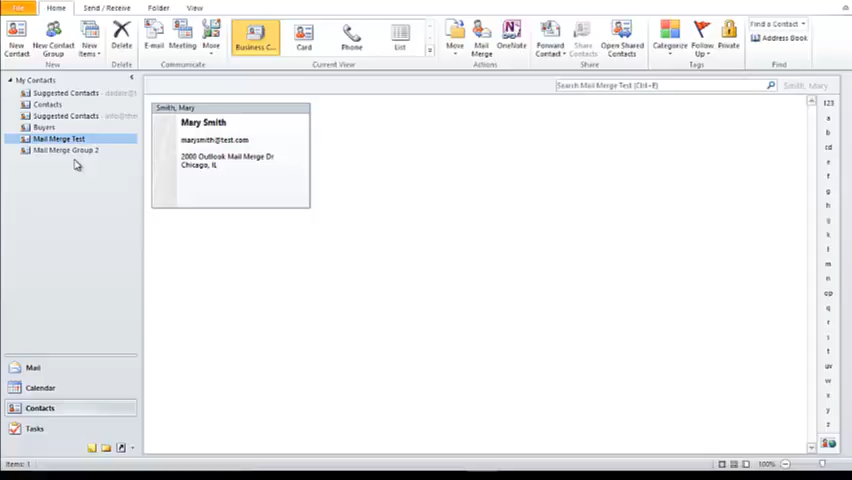 File Home Send / Receive Folder View
New Contact
New Contact Group
New Items
Delete
E-mail
Meeting
More
Business C...
Card
Phone
List
Move
Mail Merge
OneNote
Forward Contact
Share Contacts
Open Shared Contacts
Categorize
Follow Up
Private
Find a Contact
Address Book
New Delete Communicate Current View Actions Share Tags Find
My Contacts
Suggested Contacts -
Contacts
Suggested Contacts -
Buyers
Mail Merge Test
Mail Merge Group 2
Search Mail Merge Test (Ctrl+E)
Smith, Mary
Smith, Mary
Mary Smith
marysmith@test.com
2000 Outlook Mail Merge Dr
Chicago, IL
123
a
b
cd
e
f
g
h
ij
k
l
m
n
op
q
r
s
t
u
v
w
x
y
z
Mail
Calendar
Contacts
Tasks
Items: 1
100%